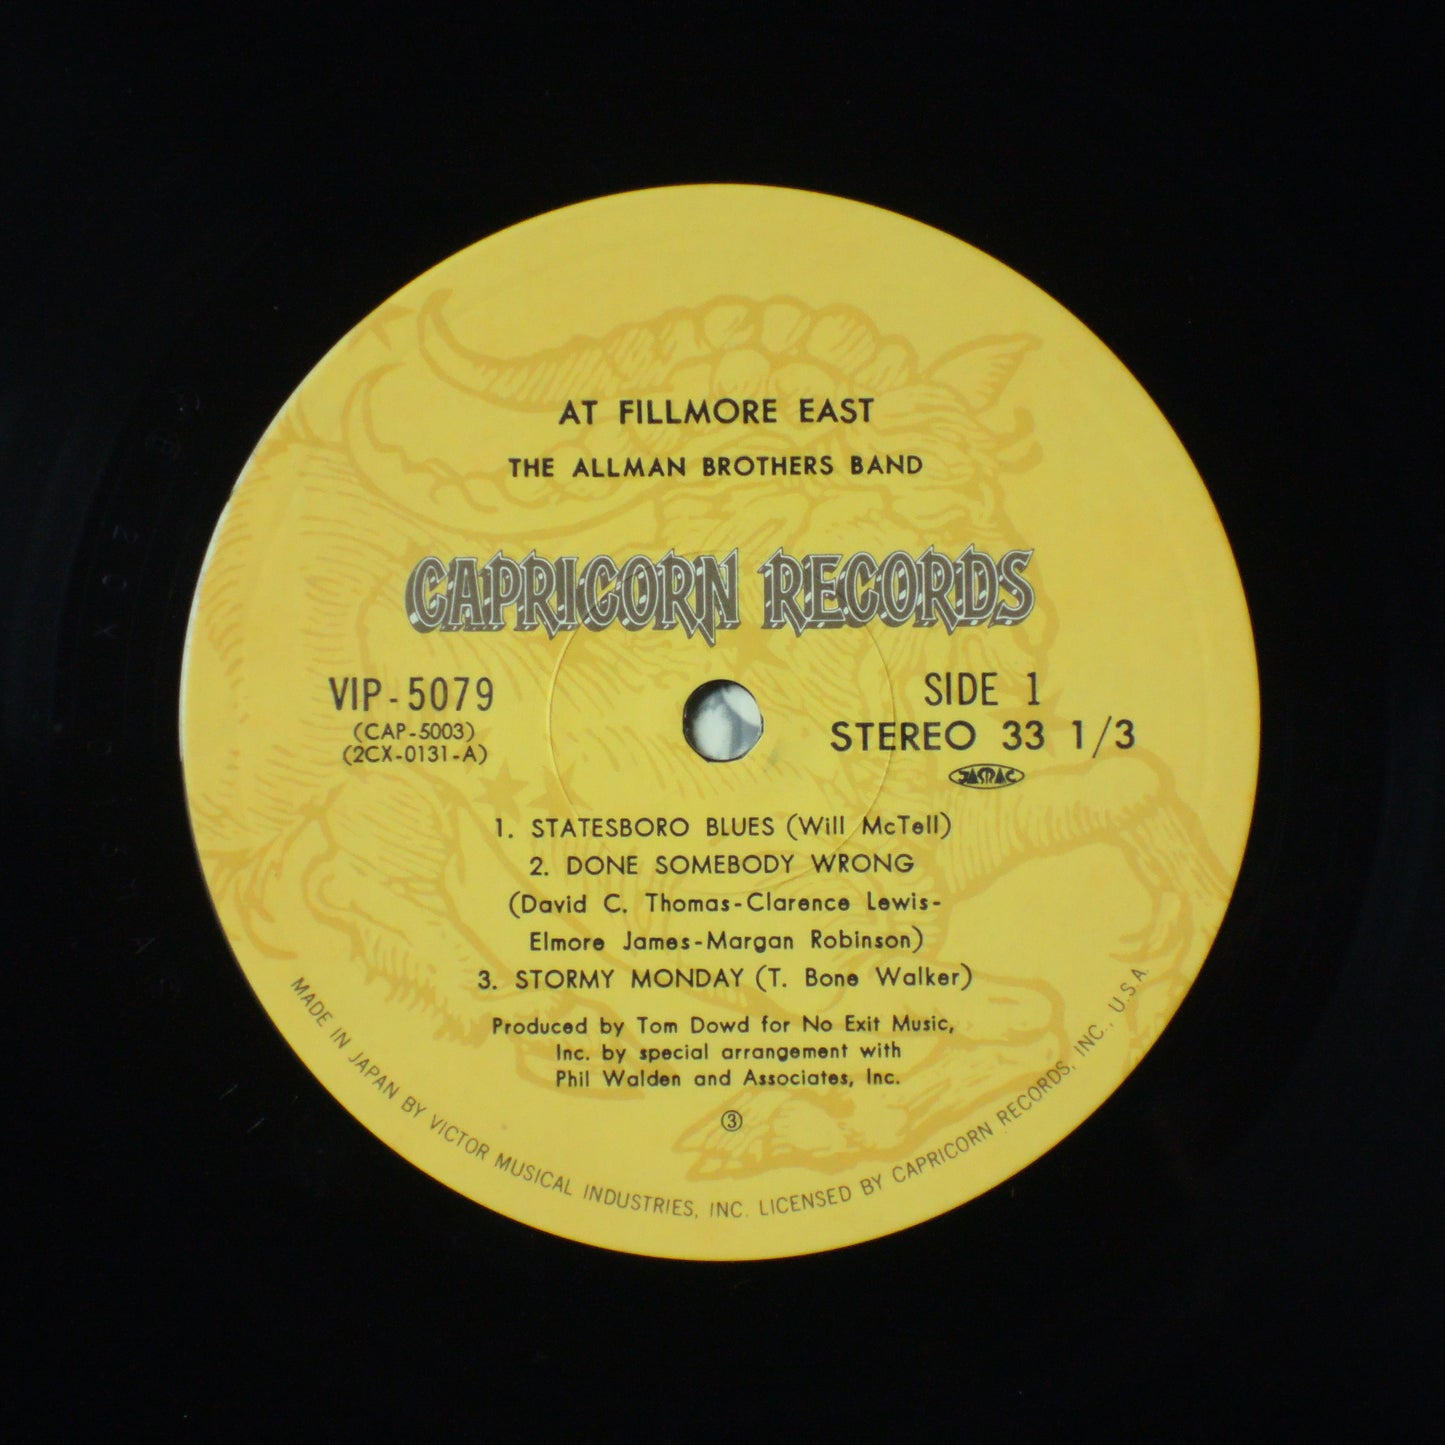 AT FILLMORE EAST
THE ALLMAN BROTHERS BAND
CAPRICORN RECORDS
VIP-5079
(CAP-5003)
(2CX-0131-A)
SIDE 1
STEREO 33 1/3
JASRAC
1. STATESBORO BLUES (Will McTell)
2. DONE SOMEBODY WRONG
(David C. Thomas-Clarence Lewis-
Elmore James-Margan Robinson)
3. STORMY MONDAY (T. Bone Walker)
Produced by Tom Dowd for No Exit Music,
Inc. by special arrangement with
Phil Walden and Associates, Inc.
③
MADE IN JAPAN BY VICTOR MUSICAL INDUSTRIES, INC. LICENSED BY CAPRICORN RECORDS, INC., U.S.A.